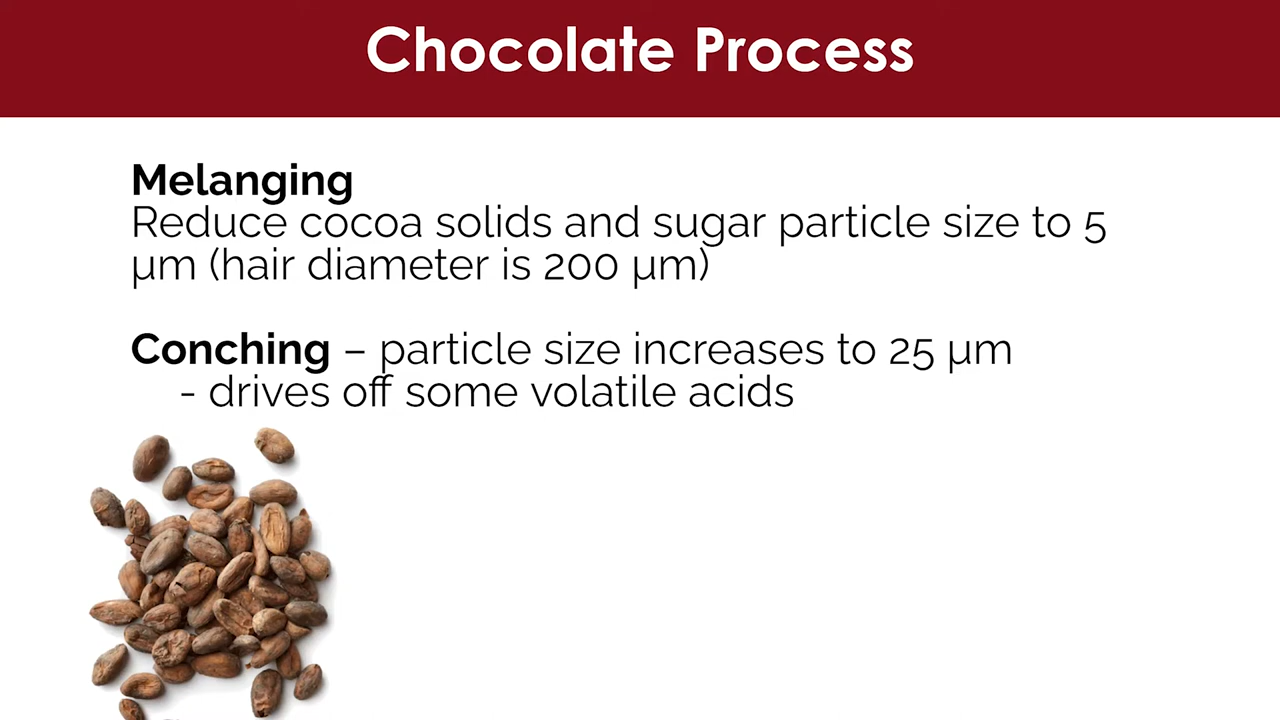 Chocolate Process
Melanging
Reduce cocoa solids and sugar particle size to 5
µm (hair diameter is 200 µm)
Conching – particle size increases to 25 µm
- drives off some volatile acids